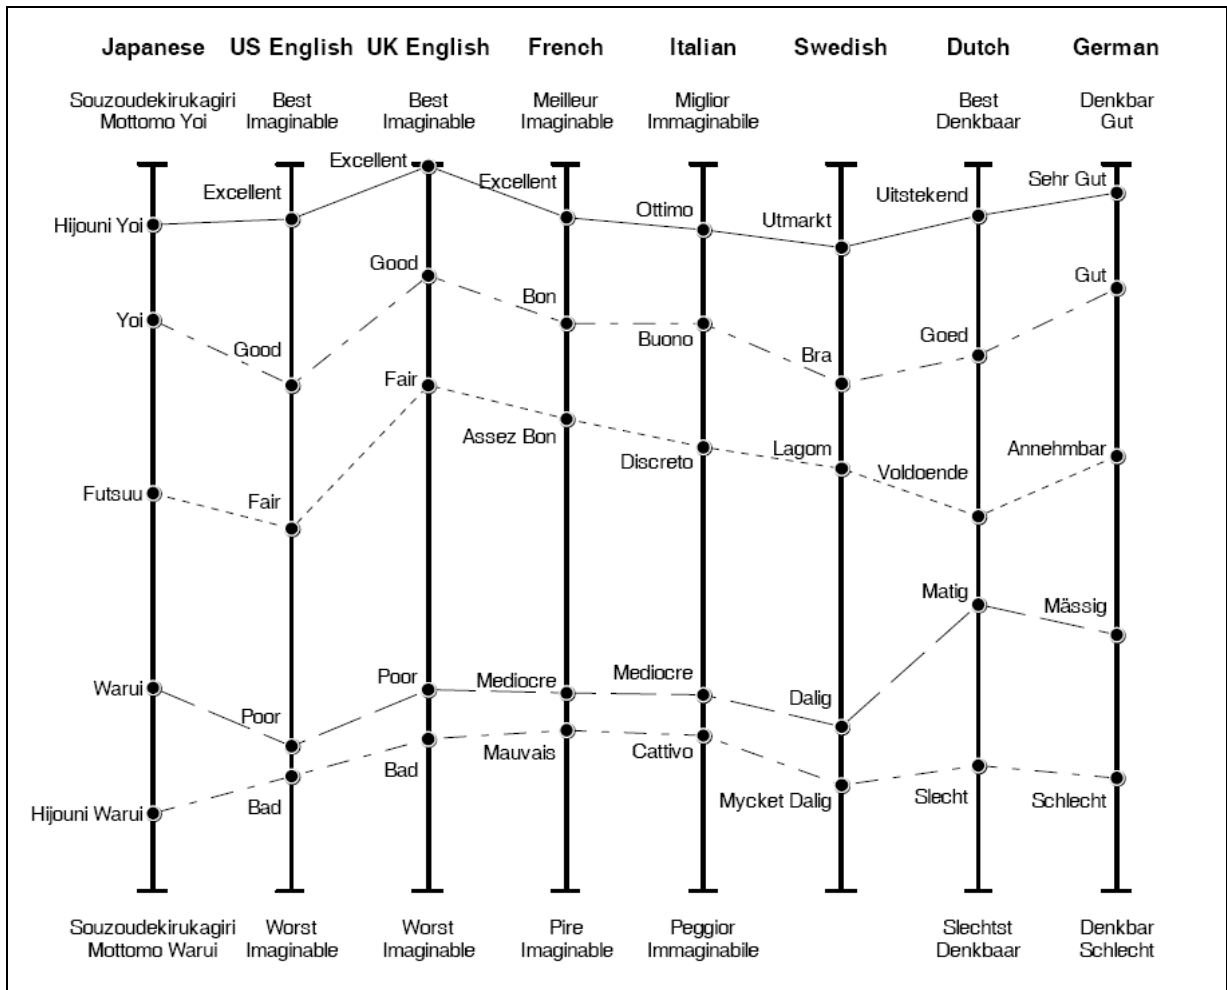 Japanese US English UK English French Italian Swedish Dutch German
Souzoudekirukagiri Best Best Meilleur Miglior Best Denkbar
Mottomo Yoi Imaginable Imaginable Imaginable Immaginabile Denkbaar Gut
Excellent
Sehr Gut
Excellent
Excellent
Uitstekend
Ottimo
Utmarkt
Hijouni Yoi
Good
Gut
Bon
Yoi
Goed
Buono
Good
Bra
Fair
Assez Bon
Lagom
Annehmbar
Discreto
Voldoende
Futsuu
Fair
Matig
Mässig
Poor
Mediocre
Mediocre
Warui
Dalig
Poor
Mauvais
Cattivo
Bad
Slecht
Mycket Dalig
Schlecht
Bad
Hijouni Warui
Souzoudekirukagiri Worst Worst Pire Peggior Slechtst Denkbar
Mottomo Warui Imaginable Imaginable Imaginable Immaginabile Denkbaar Schlecht